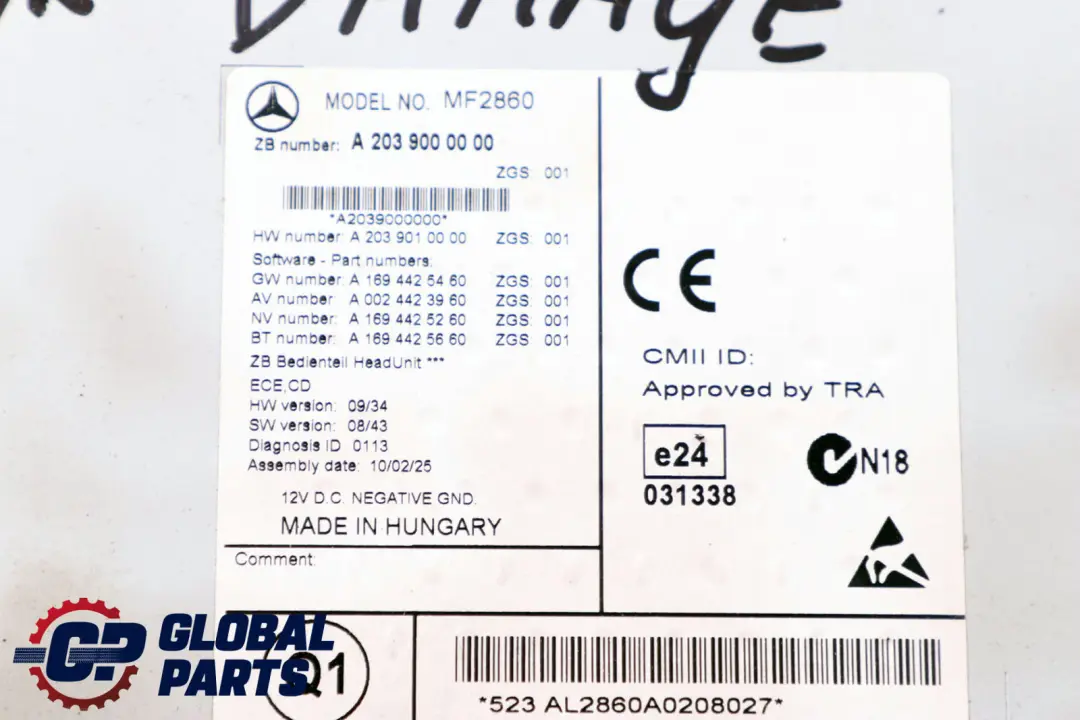 DAMAGE
MODEL NO. MF2860
ZB number: A 203 900 00 00
ZGS 001
*A2039000000*
HW number: A 203 901 00 00 ZGS: 001
Software - Part numbers:
GW number: A 169 442 54 60 ZGS: 001
AV number A 002 442 39 60 ZGS: 001
NV number: A 169 442 52 60 ZGS: 001
BT number: A 169 442 56 60 ZGS 001
ZB Bedienteil HeadUnit ***
ECE,CD
HW version: 09/34
SW version: 08/43
Diagnosis ID 0113
Assembly date: 10/02/25
12V D.C. NEGATIVE GND.
MADE IN HUNGARY
Comment:
CE
CMII ID:
Approved by TRA
e24
031338
N18
Q1
*523 AL2860A0208027*
GP GLOBAL
PARTS